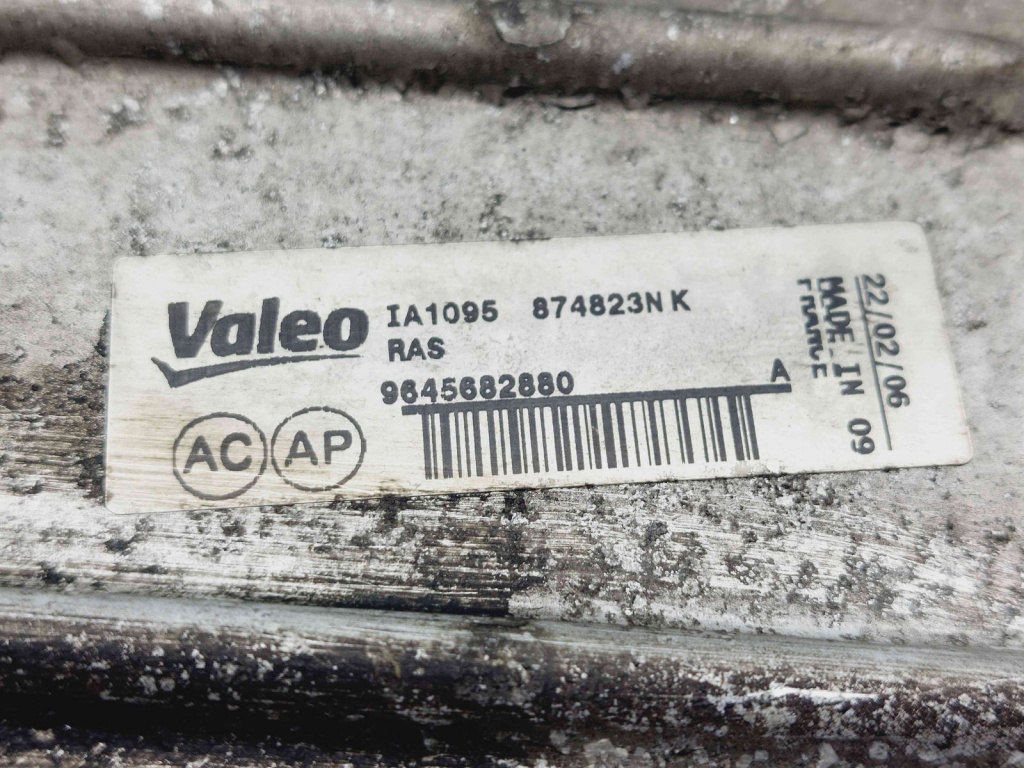 Valeo
IA1095 874823N K
RAS
9645682880 A
AC AP
22/02/06
MADE IN 09
FRANCE